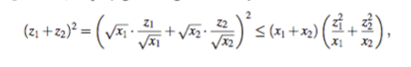 (z₁ + z₂)² = (√x₁ · z₁/√x₁ + √x₂ · z₂/√x₂)² ≤ (x₁ + x₂)(z₁²/x₁ + z₂²/x₂),